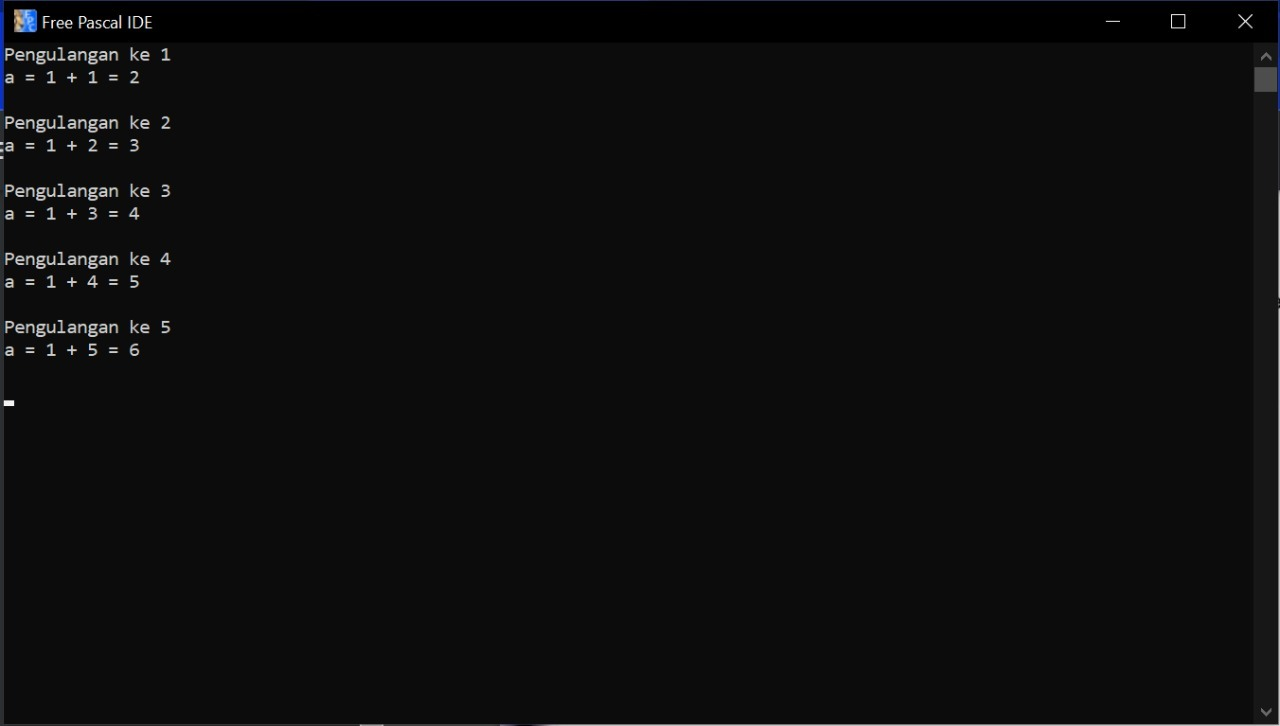 Free Pascal IDE
Pengulangan ke 1
a = 1 + 1 = 2
Pengulangan ke 2
a = 1 + 2 = 3
Pengulangan ke 3
a = 1 + 3 = 4
Pengulangan ke 4
a = 1 + 4 = 5
Pengulangan ke 5
a = 1 + 5 = 6